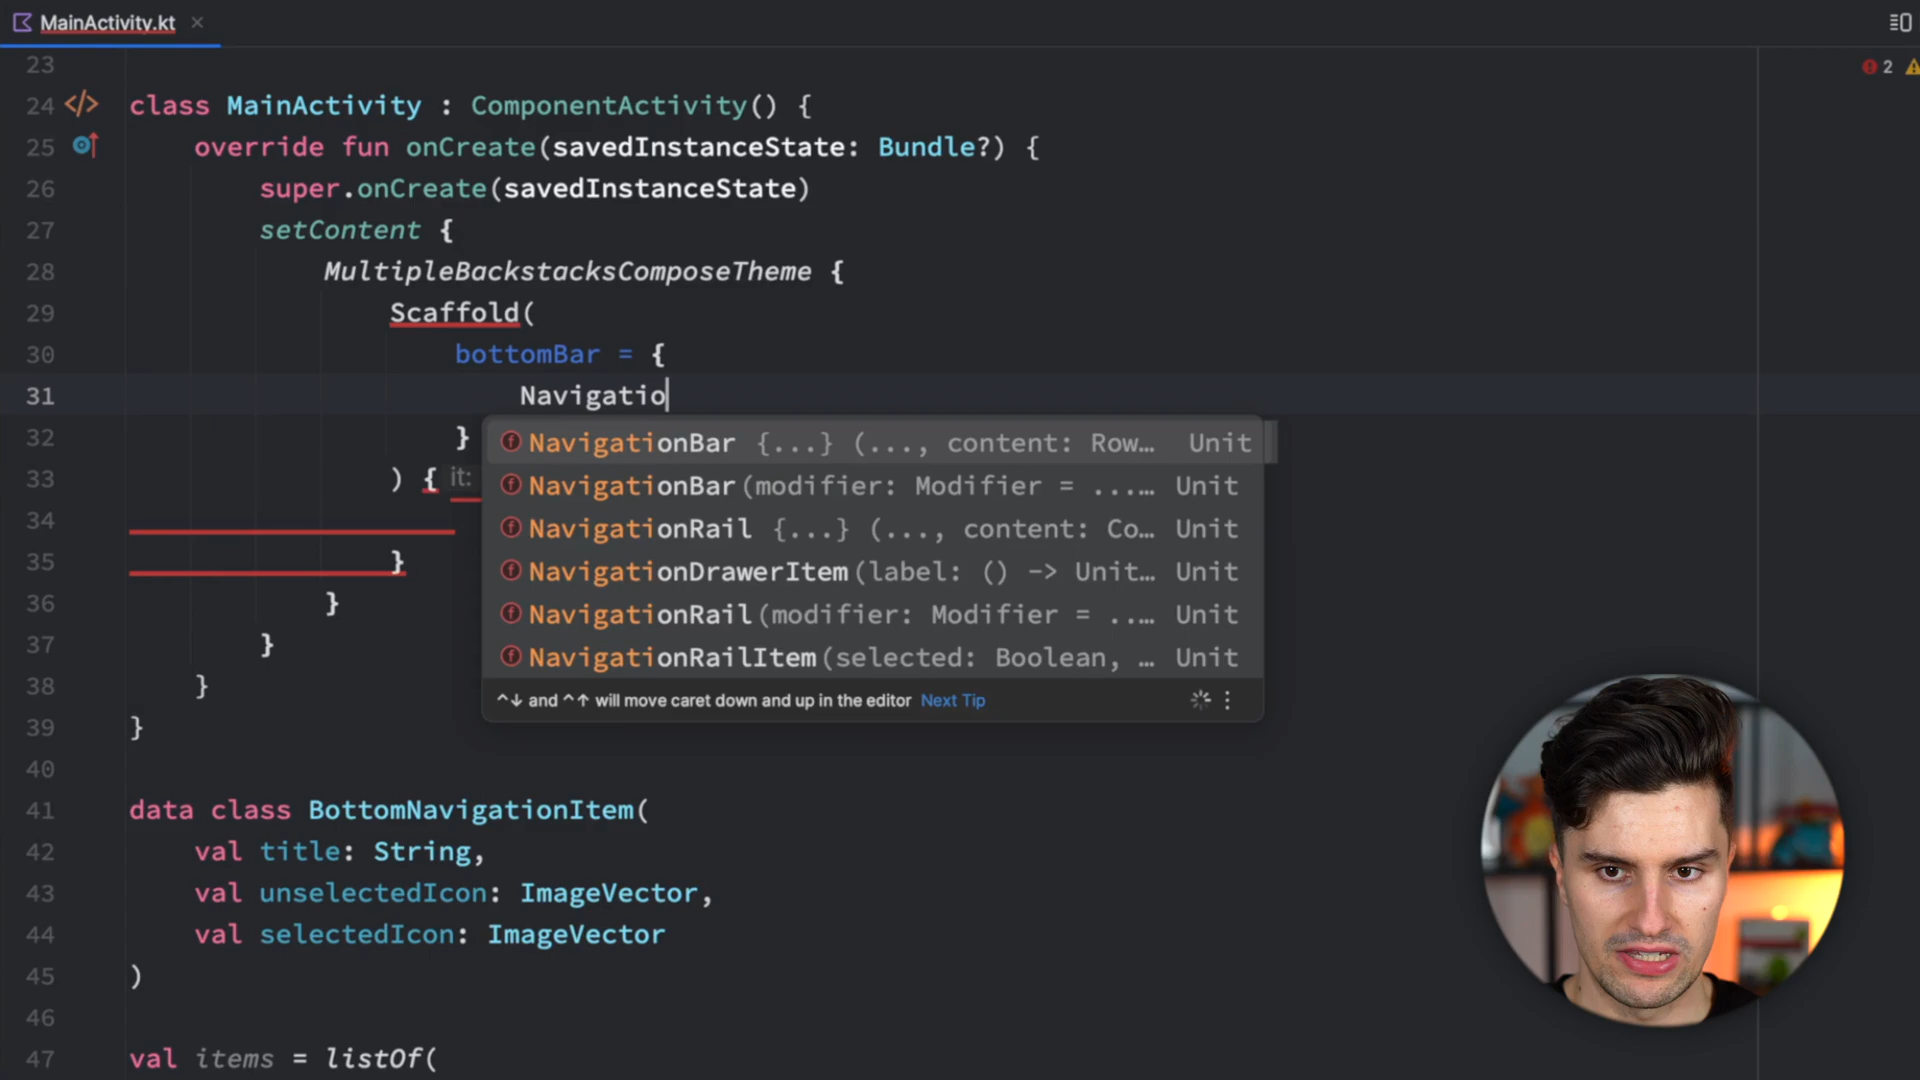 MainActivity.kt ×
23
2
24 </> class MainActivity : ComponentActivity() {
25 override fun onCreate(savedInstanceState: Bundle?) {
26 super.onCreate(savedInstanceState)
27 setContent {
28 MultipleBackstacksComposeTheme {
29 Scaffold(
30 bottomBar = {
31 Navigatio
32 }
NavigationBar {...} (..., content: Row… Unit
33 ) { it:
NavigationBar(modifier: Modifier = ...… Unit
34
NavigationRail {...} (..., content: Co… Unit
35 }
NavigationDrawerItem(label: () -> Unit… Unit
36 }
NavigationRail(modifier: Modifier = ..… Unit
37 }
NavigationRailItem(selected: Boolean, … Unit
38 }
^↓ and ^↑ will move caret down and up in the editor Next Tip
39 }
40
41 data class BottomNavigationItem(
42 val title: String,
43 val unselectedIcon: ImageVector,
44 val selectedIcon: ImageVector
45 )
46
47 val items = listOf(